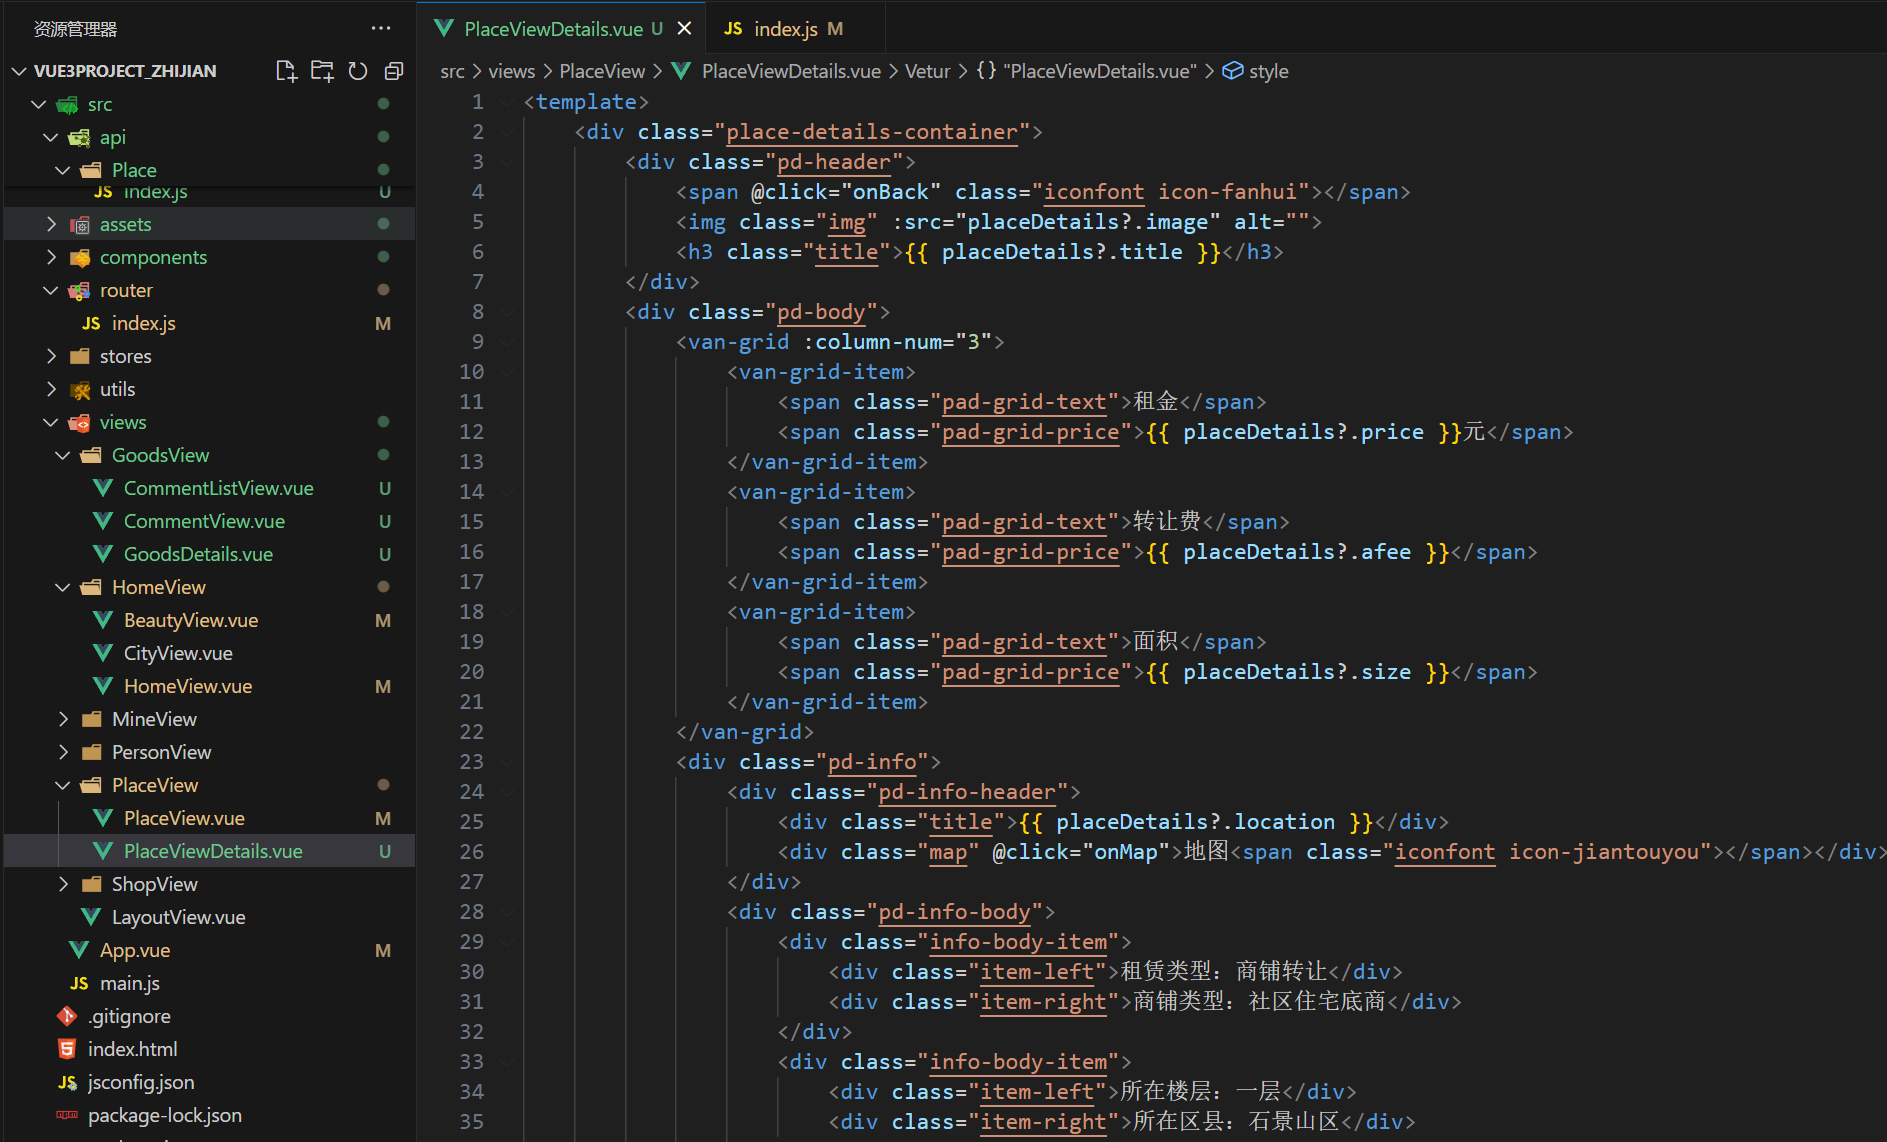 资源管理器
VUE3PROJECT_ZHIJIAN
src
api
Place
JS index.js U
assets
components
router
JS index.js M
stores
utils
views
GoodsView
CommentListView.vue U
CommentView.vue U
GoodsDetails.vue U
HomeView
BeautyView.vue M
CityView.vue
HomeView.vue M
MineView
PersonView
PlaceView
PlaceView.vue M
PlaceViewDetails.vue U
ShopView
LayoutView.vue
App.vue M
JS main.js
.gitignore
index.html
JS jsconfig.json
package-lock.json
PlaceViewDetails.vue U
JS index.js M
src > views > PlaceView > PlaceViewDetails.vue > Vetur > {} "PlaceViewDetails.vue" > style
1 <template>
2 <div class="place-details-container">
3 <div class="pd-header">
4 <span @click="onBack" class="iconfont icon-fanhui"></span>
5 <img class="img" :src="placeDetails?.image" alt="">
6 <h3 class="title">{{ placeDetails?.title }}</h3>
7 </div>
8 <div class="pd-body">
9 <van-grid :column-num="3">
10 <van-grid-item>
11 <span class="pad-grid-text">租金</span>
12 <span class="pad-grid-price">{{ placeDetails?.price }}元</span>
13 </van-grid-item>
14 <van-grid-item>
15 <span class="pad-grid-text">转让费</span>
16 <span class="pad-grid-price">{{ placeDetails?.afee }}</span>
17 </van-grid-item>
18 <van-grid-item>
19 <span class="pad-grid-text">面积</span>
20 <span class="pad-grid-price">{{ placeDetails?.size }}</span>
21 </van-grid-item>
22 </van-grid>
23 <div class="pd-info">
24 <div class="pd-info-header">
25 <div class="title">{{ placeDetails?.location }}</div>
26 <div class="map" @click="onMap">地图<span class="iconfont icon-jiantouyou"></span></div>
27 </div>
28 <div class="pd-info-body">
29 <div class="info-body-item">
30 <div class="item-left">租赁类型：商铺转让</div>
31 <div class="item-right">商铺类型：社区住宅底商</div>
32 </div>
33 <div class="info-body-item">
34 <div class="item-left">所在楼层：一层</div>
35 <div class="item-right">所在区县：石景山区</div>